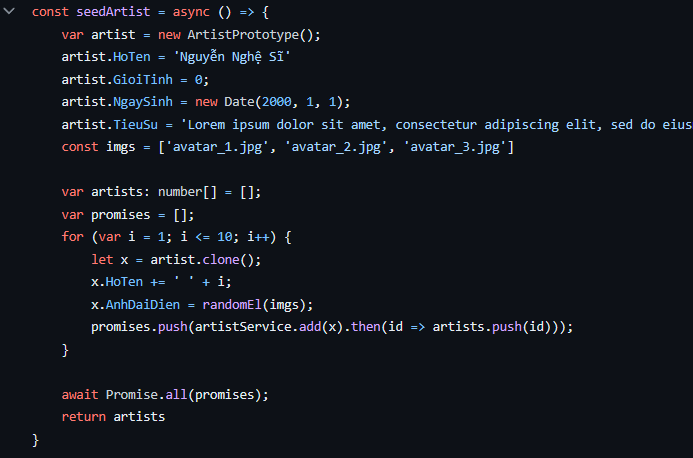 const seedArtist = async () => {
    var artist = new ArtistPrototype();
    artist.HoTen = 'Nguyễn Nghệ Sĩ'
    artist.GioiTinh = 0;
    artist.NgaySinh = new Date(2000, 1, 1);
    artist.TieuSu = 'Lorem ipsum dolor sit amet, consectetur adipiscing elit, sed do eius
    const imgs = ['avatar_1.jpg', 'avatar_2.jpg', 'avatar_3.jpg']

    var artists: number[] = [];
    var promises = [];
    for (var i = 1; i <= 10; i++) {
        let x = artist.clone();
        x.HoTen += ' ' + i;
        x.AnhDaiDien = randomEl(imgs);
        promises.push(artistService.add(x).then(id => artists.push(id)));
    }

    await Promise.all(promises);
    return artists
}